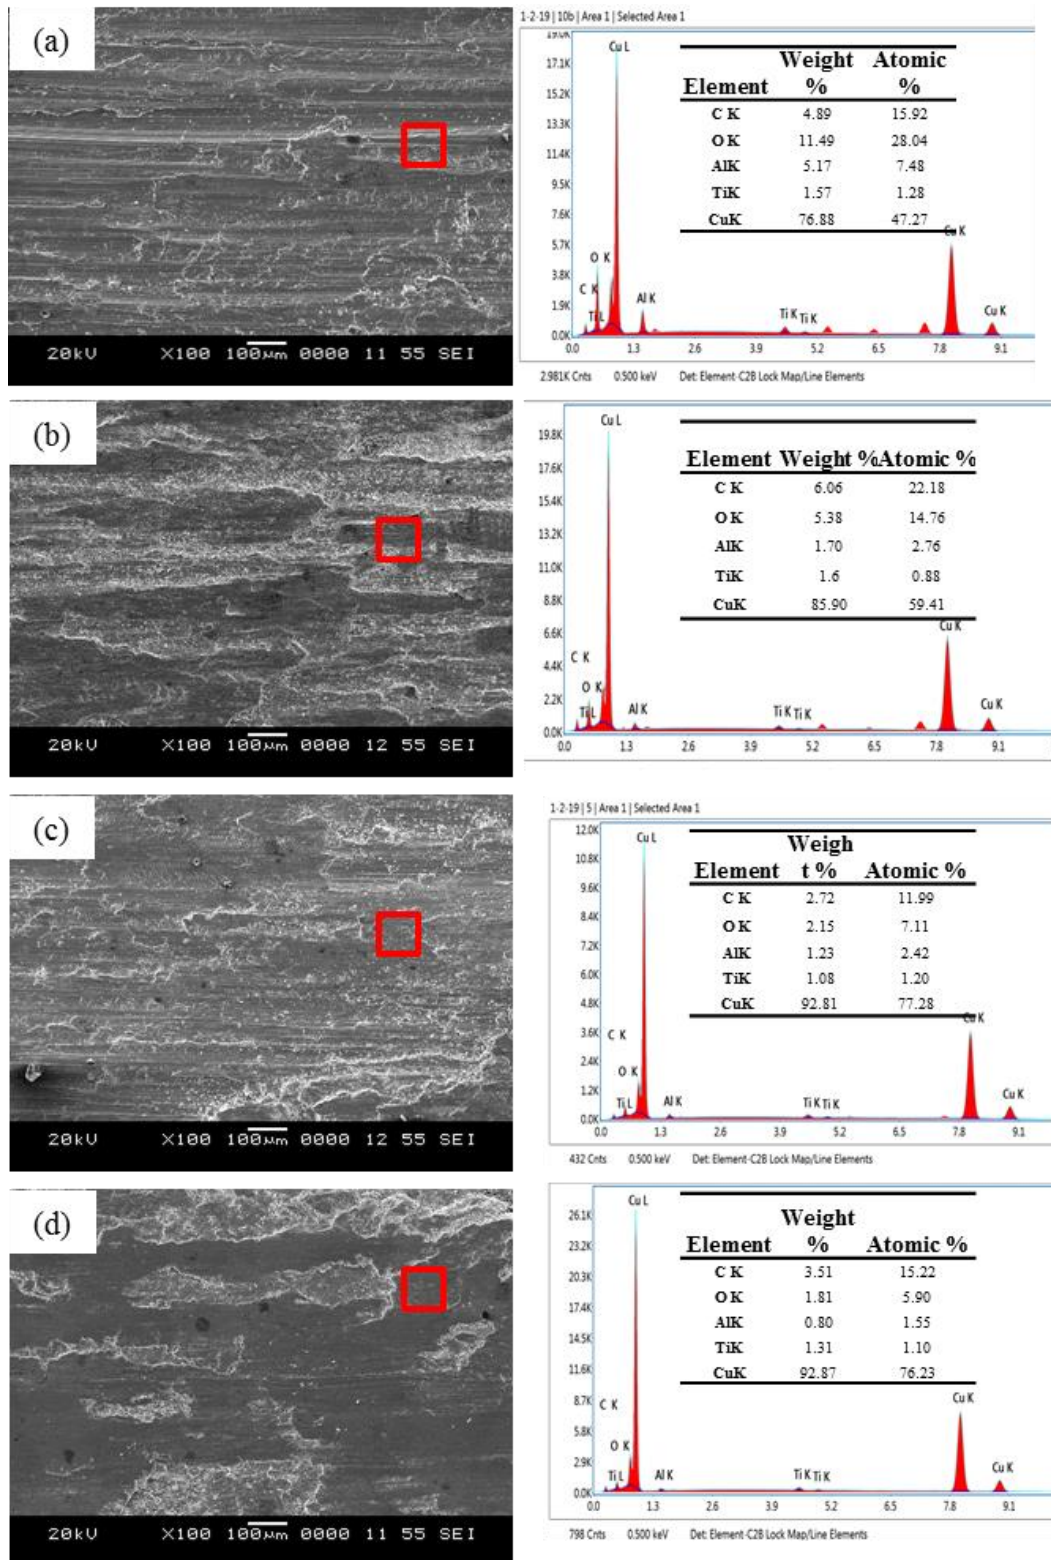 (a)
20kV X100 100μm 0000 11 55 SEI
1-2-19 | 10b | Area 1 | Selected Area 1
Element Weight % Atomic %
C K 4.89 15.92
O K 11.49 28.04
AlK 5.17 7.48
TiK 1.57 1.28
CuK 76.88 47.27
17.1K
15.2K
13.3K
11.4K
9.5K
7.6K
5.7K
3.8K
1.9K
0.0K
Cu L
O K
C K
Ti L
Al K
Ti K
Ti K
Cu K
Cu K
0.0 1.3 2.6 3.9 5.2 6.5 7.8 9.1
2.981K Cnts 0.500 keV Det: Element-C2B Lock Map/Line Elements
(b)
20kV X100 100μm 0000 12 55 SEI
Element Weight % Atomic %
C K 6.06 22.18
O K 5.38 14.76
AlK 1.70 2.76
TiK 1.6 0.88
CuK 85.90 59.41
19.8K
17.6K
15.4K
13.2K
11.0K
8.8K
6.6K
4.4K
2.2K
0.0K
Cu L
C K
O K
Ti L
Al K
Ti K
Ti K
Cu K
Cu K
0.0 1.3 2.6 3.9 5.2 6.5 7.8 9.1
(c)
20kV X100 100μm 0000 12 55 SEI
1-2-19 | 5 | Area 1 | Selected Area 1
Weigh
Element t % Atomic %
C K 2.72 11.99
O K 2.15 7.11
AlK 1.23 2.42
TiK 1.08 1.20
CuK 92.81 77.28
12.0K
10.8K
9.6K
8.4K
7.2K
6.0K
4.8K
3.6K
2.4K
1.2K
0.0K
Cu L
C K
O K
Ti L
Al K
Ti K
Ti K
Cu K
Cu K
0.0 1.3 2.6 3.9 5.2 6.5 7.8 9.1
432 Cnts 0.500 keV Det: Element-C2B Lock Map/Line Elements
(d)
20kV X100 100μm 0000 11 55 SEI
Weight
Element % Atomic %
C K 3.51 15.22
O K 1.81 5.90
AlK 0.80 1.55
TiK 1.31 1.10
CuK 92.87 76.23
26.1K
23.2K
20.3K
17.4K
14.5K
11.6K
8.7K
5.8K
2.9K
0.0K
Cu L
C K
O K
Ti L
Al K
Ti K
Ti K
Cu K
Cu K
0.0 1.3 2.6 3.9 5.2 6.5 7.8 9.1
798 Cnts 0.500 keV Det: Element-C2B Lock Map/Line Elements